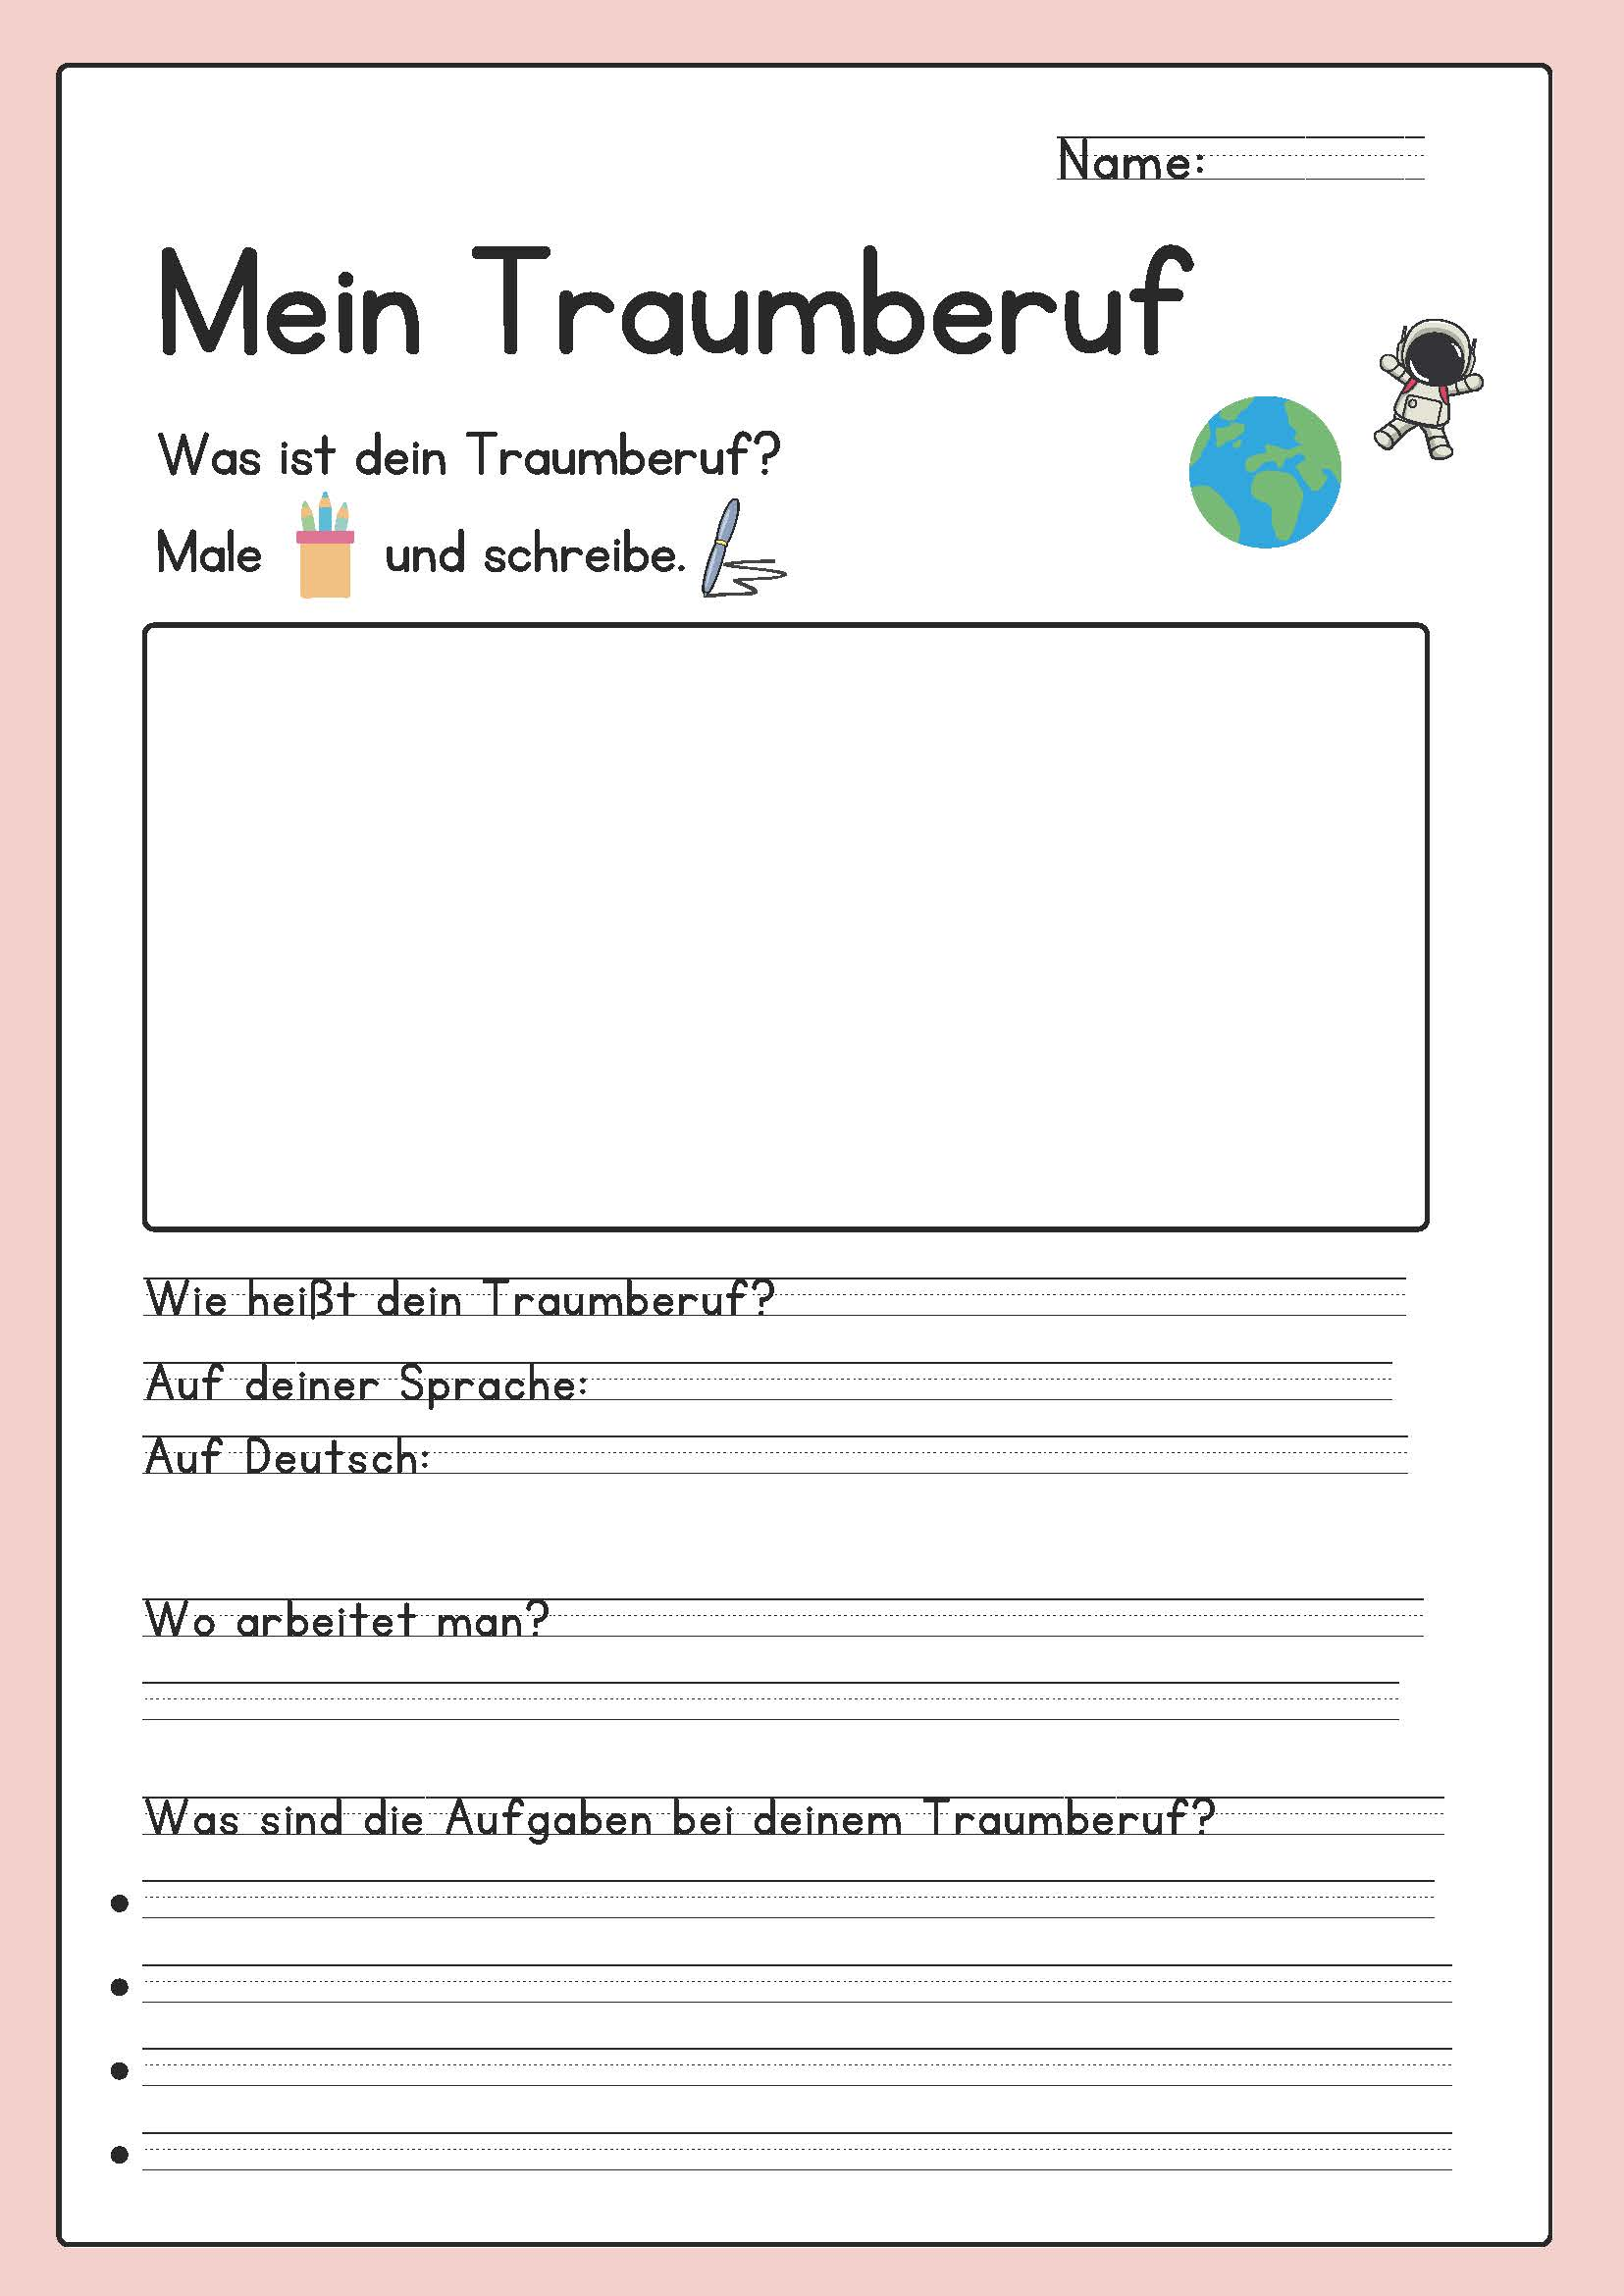 Name:
Mein Traumberuf
Was ist dein Traumberuf?
Male und schreibe.
Wie heißt dein Traumberuf?
Auf deiner Sprache:
Auf Deutsch:
Wo arbeitet man?
Was sind die Aufgaben bei deinem Traumberuf?